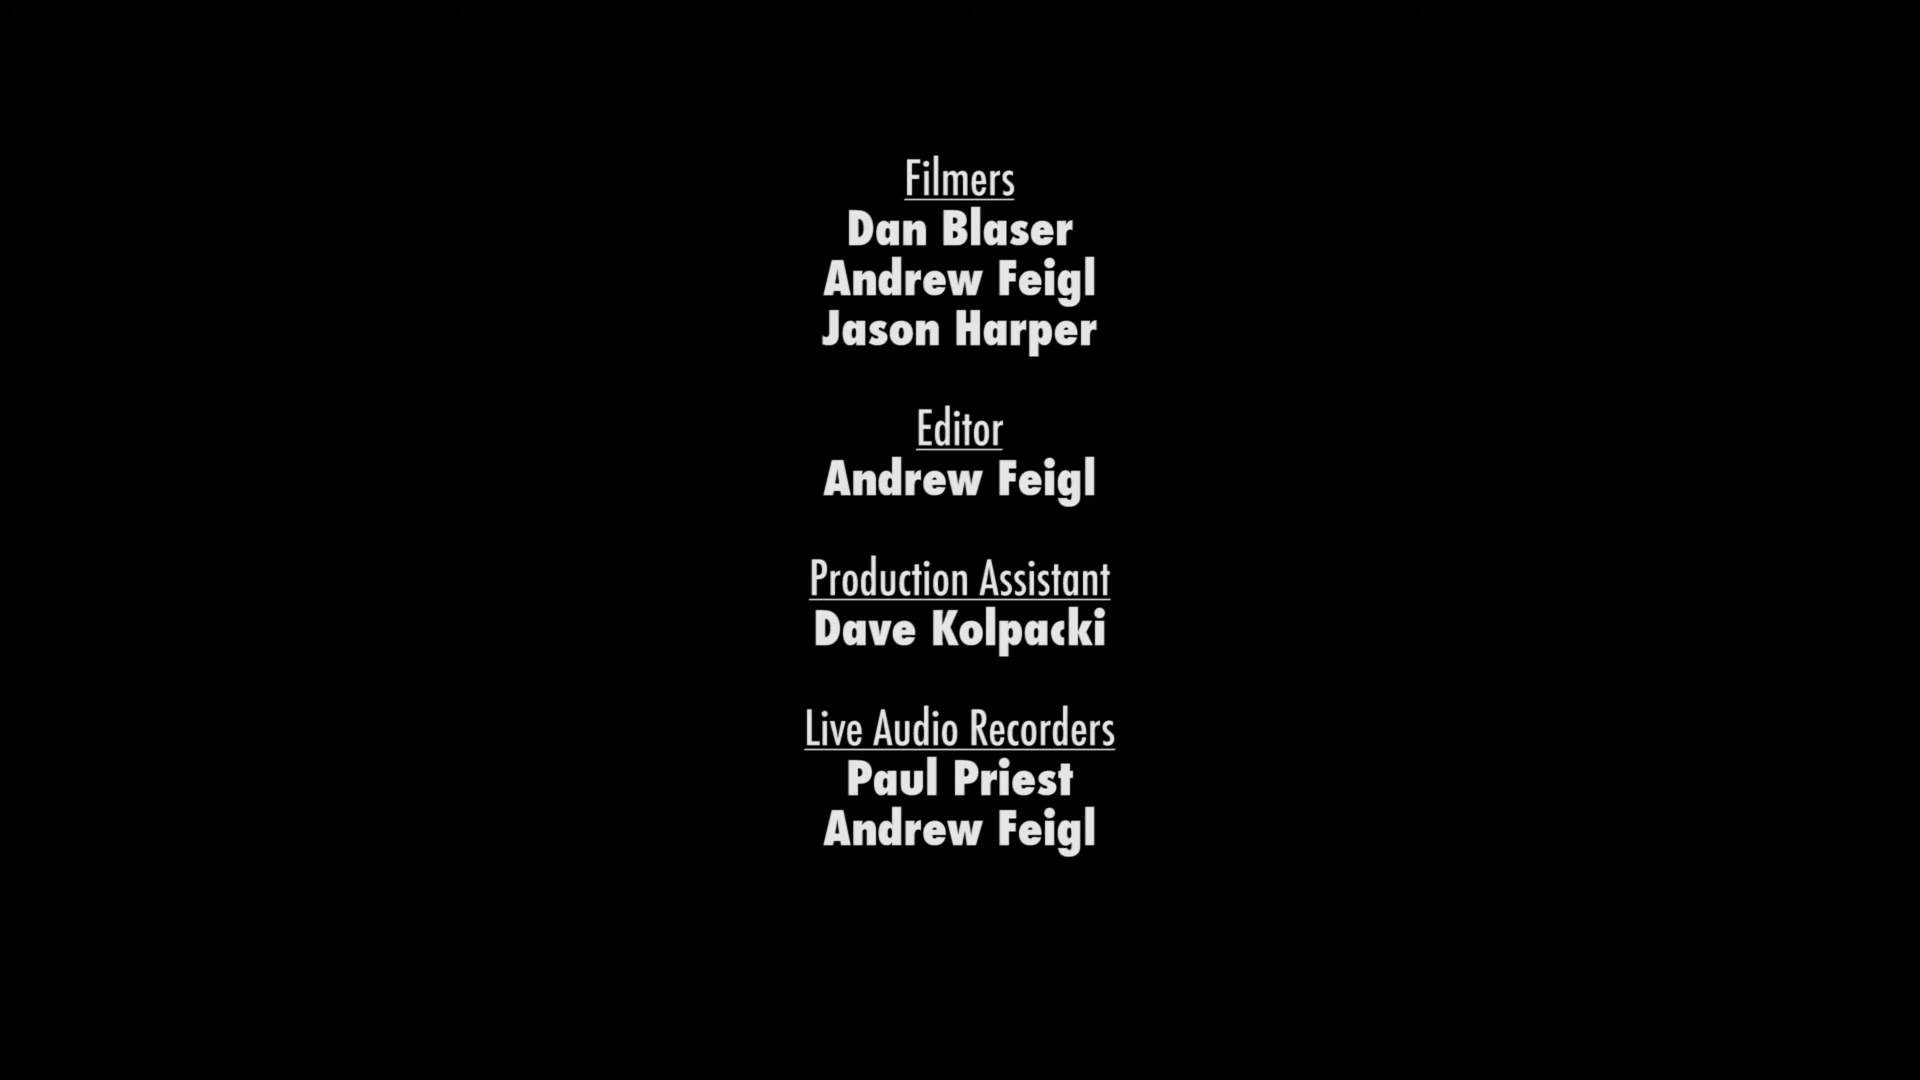 Filmers
Dan Blaser
Andrew Feigl
Jason Harper
Editor
Andrew Feigl
Production Assistant
Dave Kolpacki
Live Audio Recorders
Paul Priest
Andrew Feigl